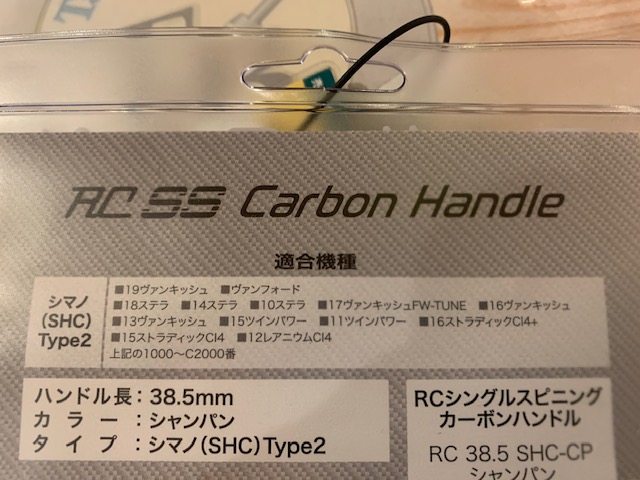 RC SS Carbon Handle
適合機種
シマノ
(SHC)
Type2
■19ヴァンキッシュ ■ヴァンフォード
■18ステラ ■14ステラ ■10ステラ ■17ヴァンキッシュFW-TUNE ■16ヴァンキッシュ
■13ヴァンキッシュ ■15ツインパワー ■11ツインパワー ■16ストラディックCI4+
■15ストラディックCI4 ■12レアニウムCI4
上記の1000〜C2000番
ハンドル長：38.5mm
カラー：シャンパン
タイプ：シマノ(SHC)Type2
RCシングルスピニング
カーボンハンドル
RC 38.5 SHC-CP
シャンパン